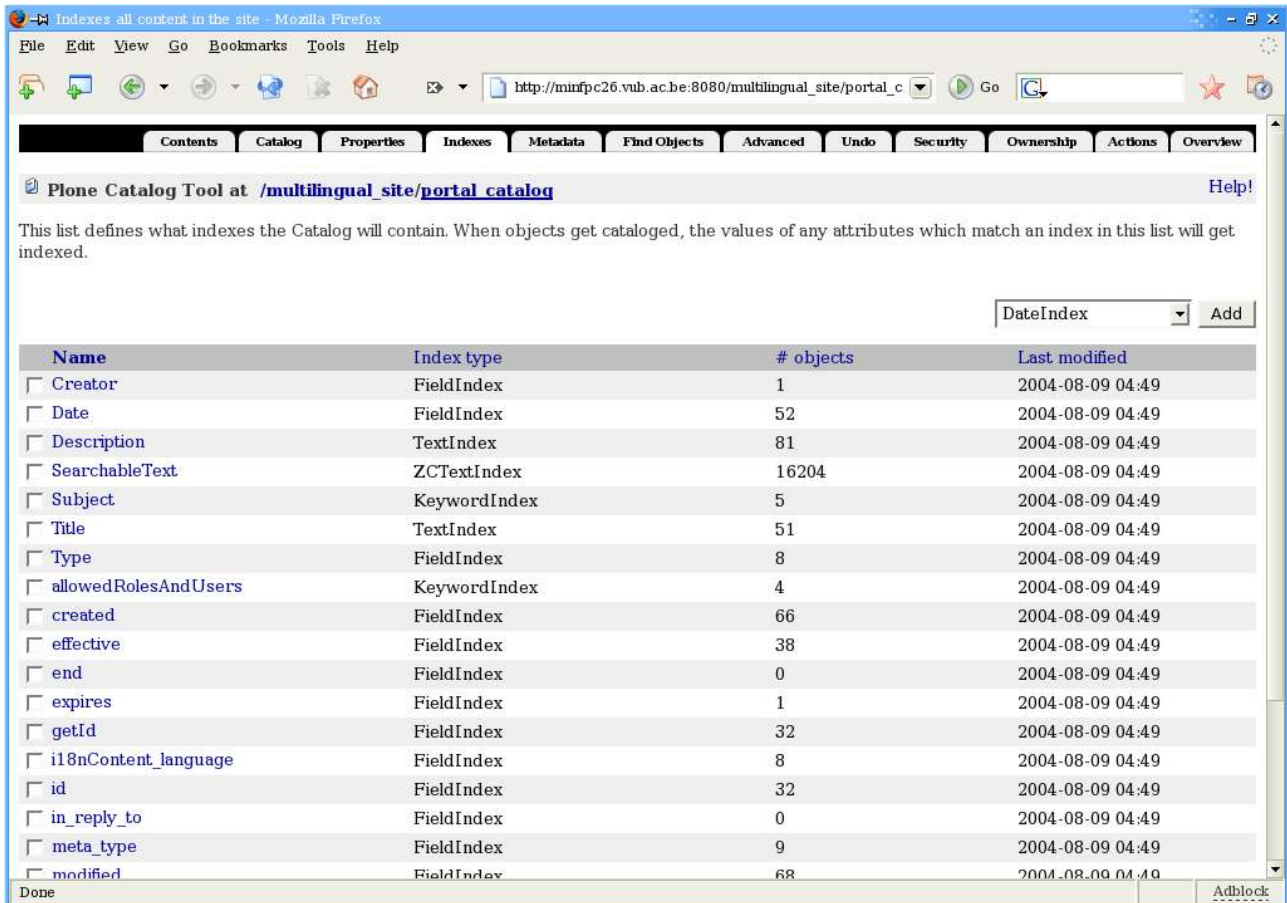 Indexes all content in the site - Mozilla Firefox
File Edit View Go Bookmarks Tools Help
http://minfpc26.vub.ac.be:8080/multilingual_site/portal_c Go G
Contents Catalog Properties Indexes Metadata Find Objects Advanced Undo Security Ownership Actions Overview
Plone Catalog Tool at /multilingual_site/portal_catalog Help!
This list defines what indexes the Catalog will contain. When objects get cataloged, the values of any attributes which match an index in this list will get
indexed.
DateIndex Add
Name Index type # objects Last modified
Creator FieldIndex 1 2004-08-09 04:49
Date FieldIndex 52 2004-08-09 04:49
Description TextIndex 81 2004-08-09 04:49
SearchableText ZCTextIndex 16204 2004-08-09 04:49
Subject KeywordIndex 5 2004-08-09 04:49
Title TextIndex 51 2004-08-09 04:49
Type FieldIndex 8 2004-08-09 04:49
allowedRolesAndUsers KeywordIndex 4 2004-08-09 04:49
created FieldIndex 66 2004-08-09 04:49
effective FieldIndex 38 2004-08-09 04:49
end FieldIndex 0 2004-08-09 04:49
expires FieldIndex 1 2004-08-09 04:49
getId FieldIndex 32 2004-08-09 04:49
i18nContent_language FieldIndex 8 2004-08-09 04:49
id FieldIndex 32 2004-08-09 04:49
in_reply_to FieldIndex 0 2004-08-09 04:49
meta_type FieldIndex 9 2004-08-09 04:49
modified FieldIndex 68 2004-08-09 04:49
Done Adblock